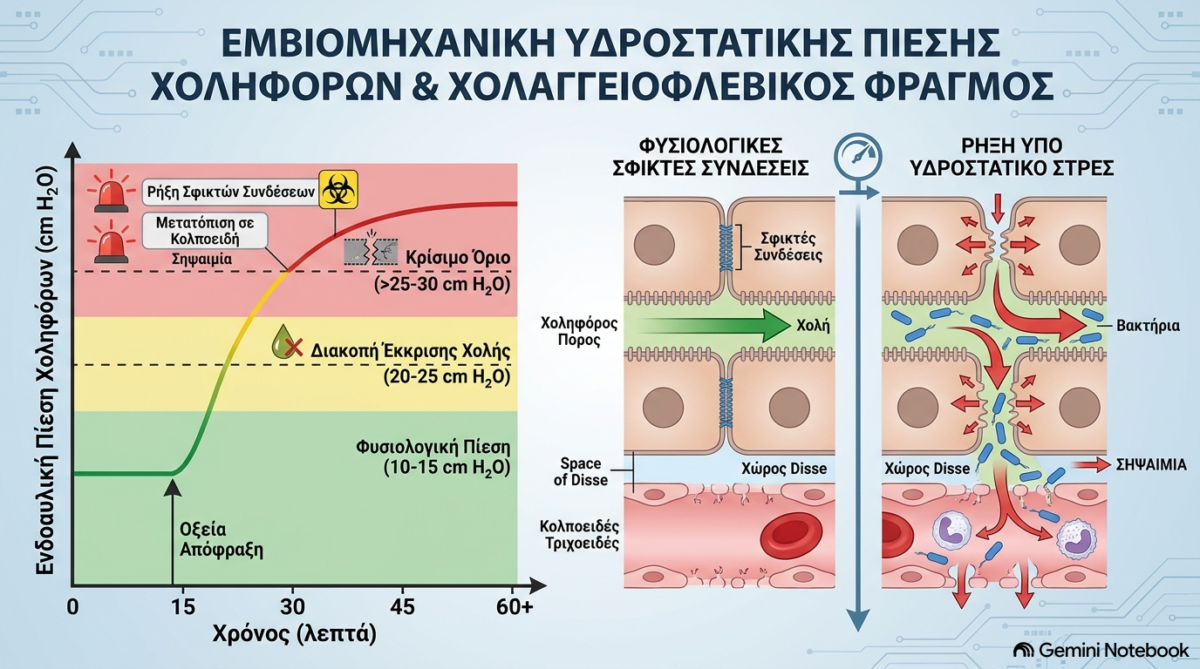 ΕΜΒΙΟΜΗΧΑΝΙΚΗ ΥΔΡΟΣΤΑΤΙΚΗΣ ΠΙΕΣΗΣ
ΧΟΛΗΦΟΡΩΝ & ΧΟΛΑΓΓΕΙΟΦΛΕΒΙΚΟΣ ΦΡΑΓΜΟΣ
Ενδοαυλική Πίεση Χοληφόρων (cm H₂O)
Ρήξη Σφικτών Συνδέσεων
Μετατόπιση σε
Κολποειδή
Σηψαιμία
Κρίσιμο Όριο
(>25-30 cm H₂O)
Διακοπή Έκκρισης Χολής
(20-25 cm H₂O)
Φυσιολογική Πίεση
(10-15 cm H₂O)
Οξεία
Απόφραξη
0 15 30 45 60+
Χρόνος (λεπτά)
ΦΥΣΙΟΛΟΓΙΚΕΣ
ΣΦΙΚΤΕΣ ΣΥΝΔΕΣΕΙΣ
Σφικτές
Συνδέσεις
Χοληφόρος
Πόρος
Χολή
Space
of Disse
Χώρος Disse
Κολποειδές
Τριχοειδές
ΡΗΞΗ ΥΠΟ
ΥΔΡΟΣΤΑΤΙΚΟ ΣΤΡΕΣ
Βακτήρια
Χώρος Disse
ΣΗΨΑΙΜΙΑ
Gemini Notebook